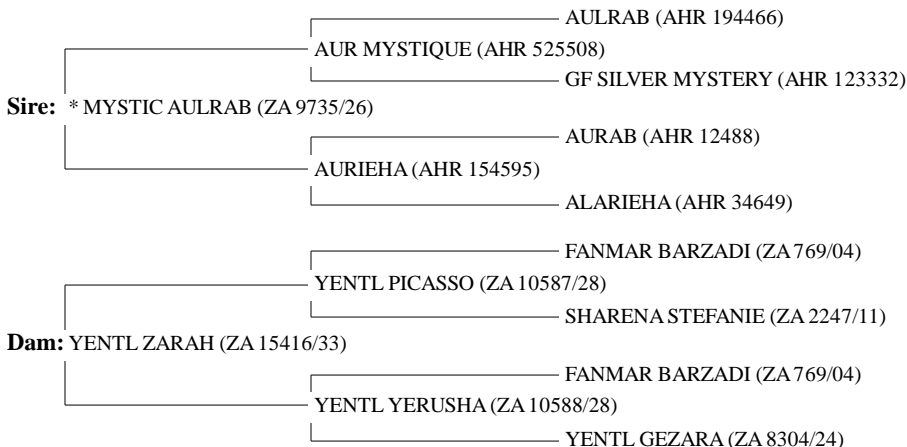 AULRAB (AHR 194466)
AUR MYSTIQUE (AHR 525508)
GF SILVER MYSTERY (AHR 123332)
Sire: * MYSTIC AULRAB (ZA 9735/26)
AURAB (AHR 12488)
AURIEHA (AHR 154595)
ALARIEHA (AHR 34649)
FANMAR BARZADI (ZA 769/04)
YENTL PICASSO (ZA 10587/28)
SHARENA STEFANIE (ZA 2247/11)
Dam: YENTL ZARAH (ZA 15416/33)
FANMAR BARZADI (ZA 769/04)
YENTL YERUSHA (ZA 10588/28)
YENTL GEZARA (ZA 8304/24)